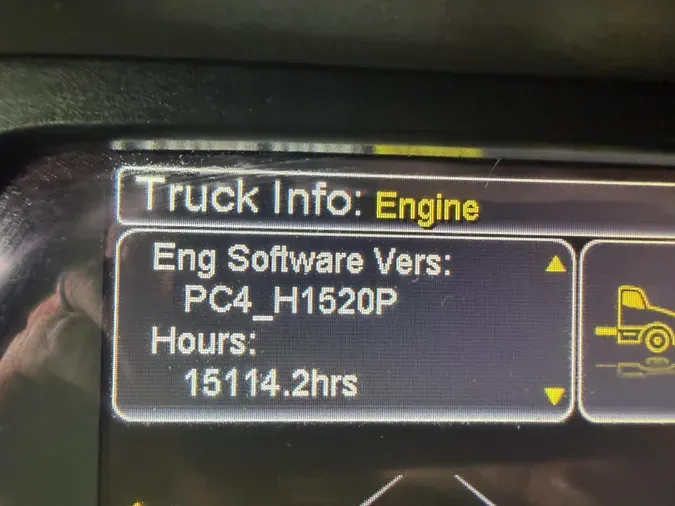 Truck Info: Engine
Eng Software Vers:
PC4_H1520P
Hours:
15114.2hrs